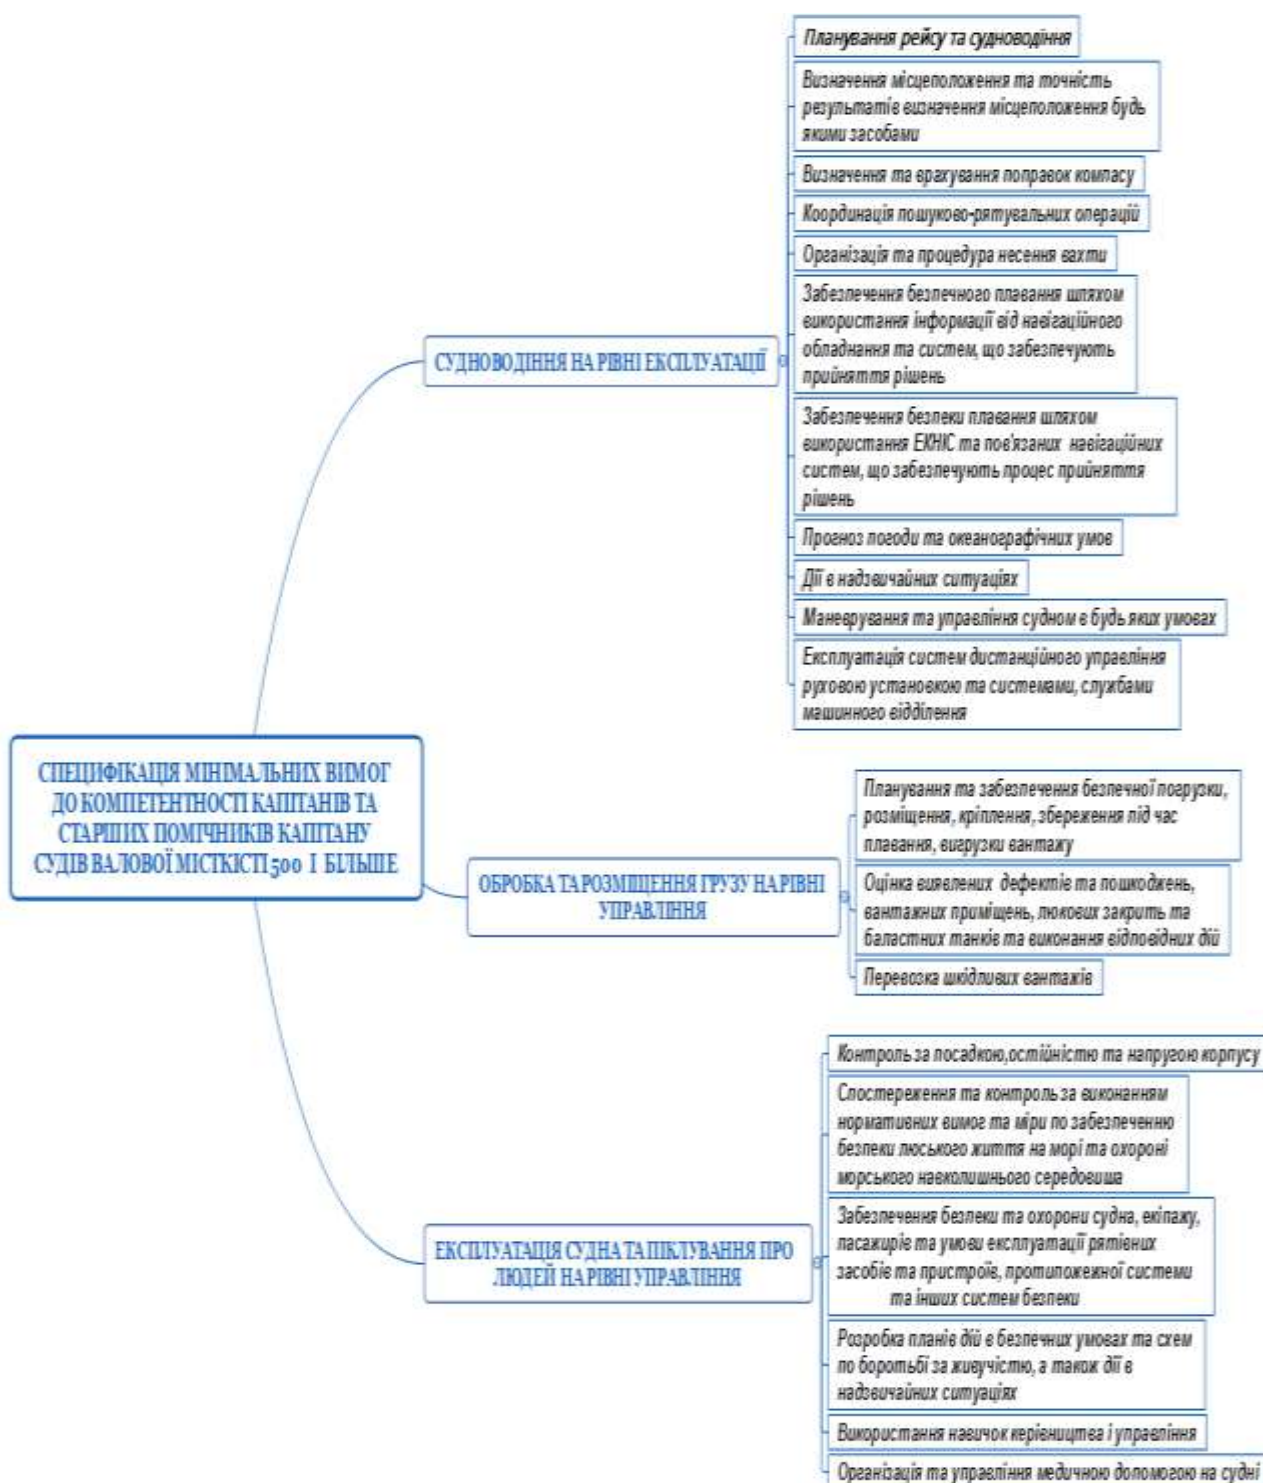 Планування рейсу та судноводіння
Визначення місцеположення та точність
результатів визначення місцеположення будь
якими засобами
Визначення та врахування поправок компасу
Координація пошуково-рятувальних операцій
Організація та процедура несення вахти
Забезпечення безпечного плавання шляхом
використання інформації від навігаційного
обладнання та систем, що забезпечують
прийняття рішень
СУДНОВОДІННЯ НА РІВНІ ЕКСПЛУАТАЦІЇ
Забезпечення безпеки плавання шляхом
використання ЕКНІС та пов'язаних навігаційних
систем, що забезпечують процес прийняття
рішень
Прогноз погоди та океанографічних умов
Дії в надзвичайних ситуаціях
Маневрування та управління судном в будь яких умовах
Експлуатація систем дистанційного управління
руховою установкою та системами, службами
машинного відділення
СПЕЦИФІКАЦІЯ МІНІМАЛЬНИХ ВИМОГ
ДО КОМПЕТЕНТНОСТІ КАПІТАНІВ ТА
СТАРШИХ ПОМІЧНИКІВ КАПІТАНУ
СУДІВ ВАЛОВОЇ МІСТКІСТІ 500 І БІЛЬШЕ
Планування та забезпечення безпечної погрузки,
розміщення, кріплення, збереження під час
плавання, вигрузки вантажу
ОБРОБКА ТА РОЗМІЩЕННЯ ГРУЗУ НА РІВНІ
УПРАВЛІННЯ
Оцінка виявлених дефектів та пошкоджень,
вантажних приміщень, люкових закрить та
баластних танків та виконання відповідних дій
Перевозка шкідливих вантажів
Контроль за посадкою,остійністю та напругою корпусу
Спостереження та контроль за виконанням
нормативних вимог та міри по забезпеченню
безпеки люського життя на морі та охороні
морського навколишнього середовиша
ЕКСПЛУАТАЦІЯ СУДНА ТА ПІКЛУВАННЯ ПРО
ЛЮДЕЙ НА РІВНІ УПРАВЛІННЯ
Забезпечення безпеки та охорони судна, екіпажу,
пасажирів та умови експлуатації рятівних
засобів та пристроїв, протипожежної системи
та інших систем безпеки
Розробка планів дій в безпечних умовах та схем
по боротьбі за живучістю, а також дії в
надзвичайних ситуаціях
Використання навичок керівництва і управління
Організація та управління медичною допомогою на судні